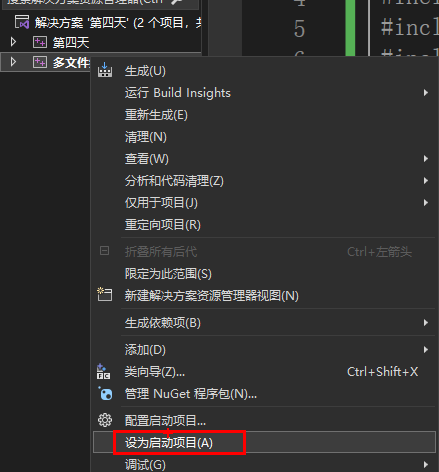 搜索解决方案资源管理器(Ctrl+
解决方案 '第四天' (2 个项目，共
第四天
多文件
4
5
6
#incl
#incl
#incl
生成(U)
运行 Build Insights
重新生成(E)
清理(N)
查看(W)
分析和代码清理(Z)
仅用于项目(J)
重定向项目(R)
折叠所有后代 Ctrl+左箭头
限定为此范围(S)
新建解决方案资源管理器视图(N)
生成依赖项(B)
添加(D)
类向导(Z)... Ctrl+Shift+X
管理 NuGet 程序包(N)...
配置启动项目...
设为启动项目(A)
调试(G)